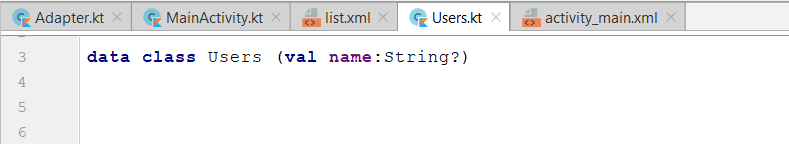 Adapter.kt MainActivity.kt list.xml Users.kt activity_main.xml
3 data class Users (val name:String?)
4
5
6